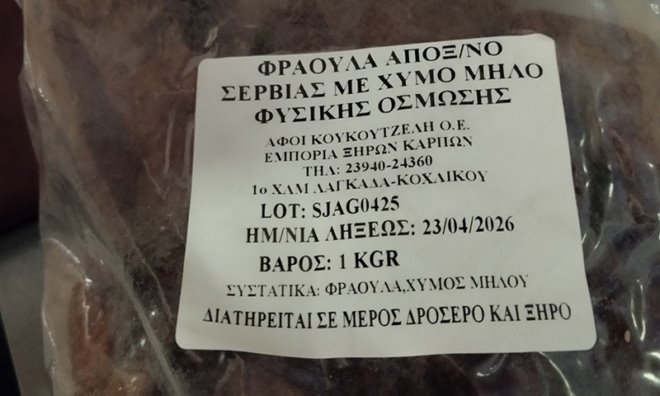 ΦΡΑΟΥΛΑ ΑΠΟΞ/ΝΟ
ΣΕΡΒΙΑΣ ΜΕ ΧΥΜΟ ΜΗΛΟ
ΦΥΣΙΚΗΣ ΟΣΜΩΣΗΣ
ΑΦΟΙ ΚΟΥΚΟΥΤΖΕΛΗ Ο.Ε.
ΕΜΠΟΡΙΑ ΞΗΡΩΝ ΚΑΡΠΩΝ
ΤΗΛ: 23940-24360
1ο ΧΛΜ ΛΑΓΚΑΔΑ-ΚΟΧΛΙΚΟΥ
LOT: SJAG0425
ΗΜ/ΝΙΑ ΛΗΞΕΩΣ: 23/04/2026
ΒΑΡΟΣ: 1 KGR
ΣΥΣΤΑΤΙΚΑ: ΦΡΑΟΥΛΑ,ΧΥΜΟΣ ΜΗΛΟΥ
ΔΙΑΤΗΡΕΙΤΑΙ ΣΕ ΜΕΡΟΣ ΔΡΟΣΕΡΟ ΚΑΙ ΞΗΡΟ